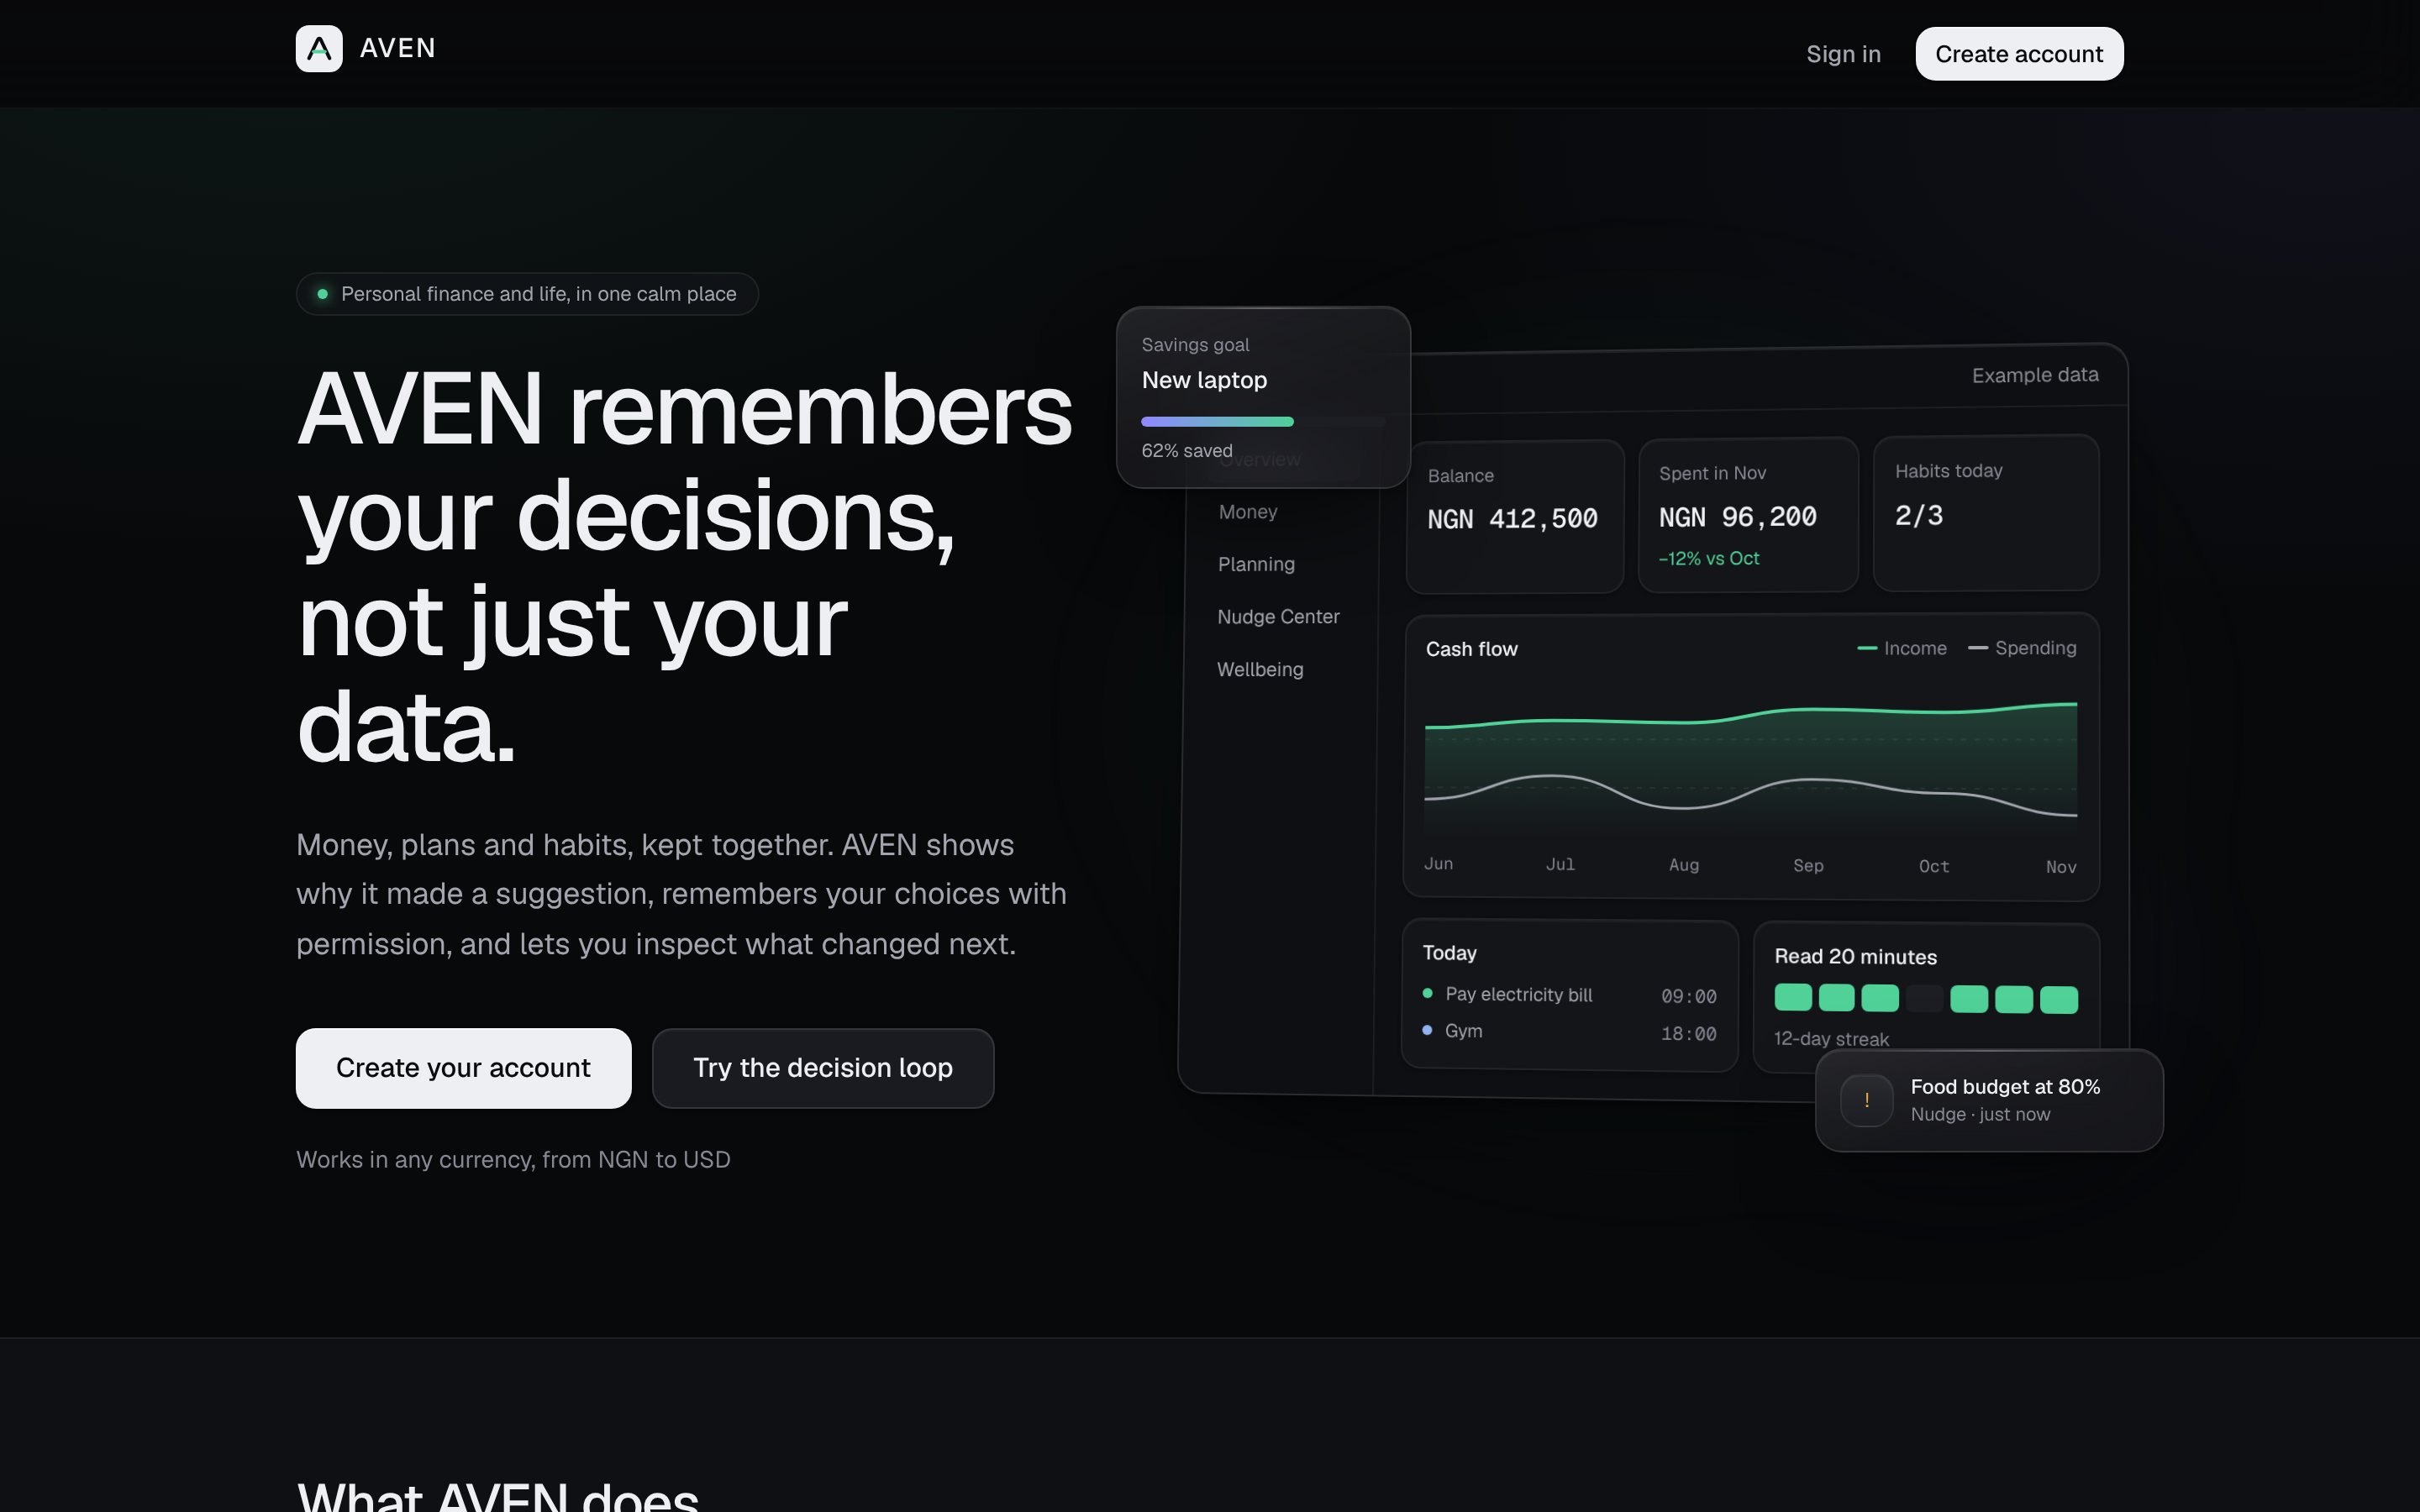 AVEN
Sign in
Create account
Personal finance and life, in one calm place
AVEN remembers
your decisions,
not just your
data.
Money, plans and habits, kept together. AVEN shows
why it made a suggestion, remembers your choices with
permission, and lets you inspect what changed next.
Create your account
Try the decision loop
Works in any currency, from NGN to USD
Savings goal
New laptop
62% saved
Example data
Overview
Money
Planning
Nudge Center
Wellbeing
Balance
NGN 412,500
Spent in Nov
NGN 96,200
−12% vs Oct
Habits today
2/3
Cash flow
Income
Spending
Jun Jul Aug Sep Oct Nov
Today
Pay electricity bill 09:00
Gym 18:00
Read 20 minutes
12-day streak
!
Food budget at 80%
Nudge · just now
What AVEN does